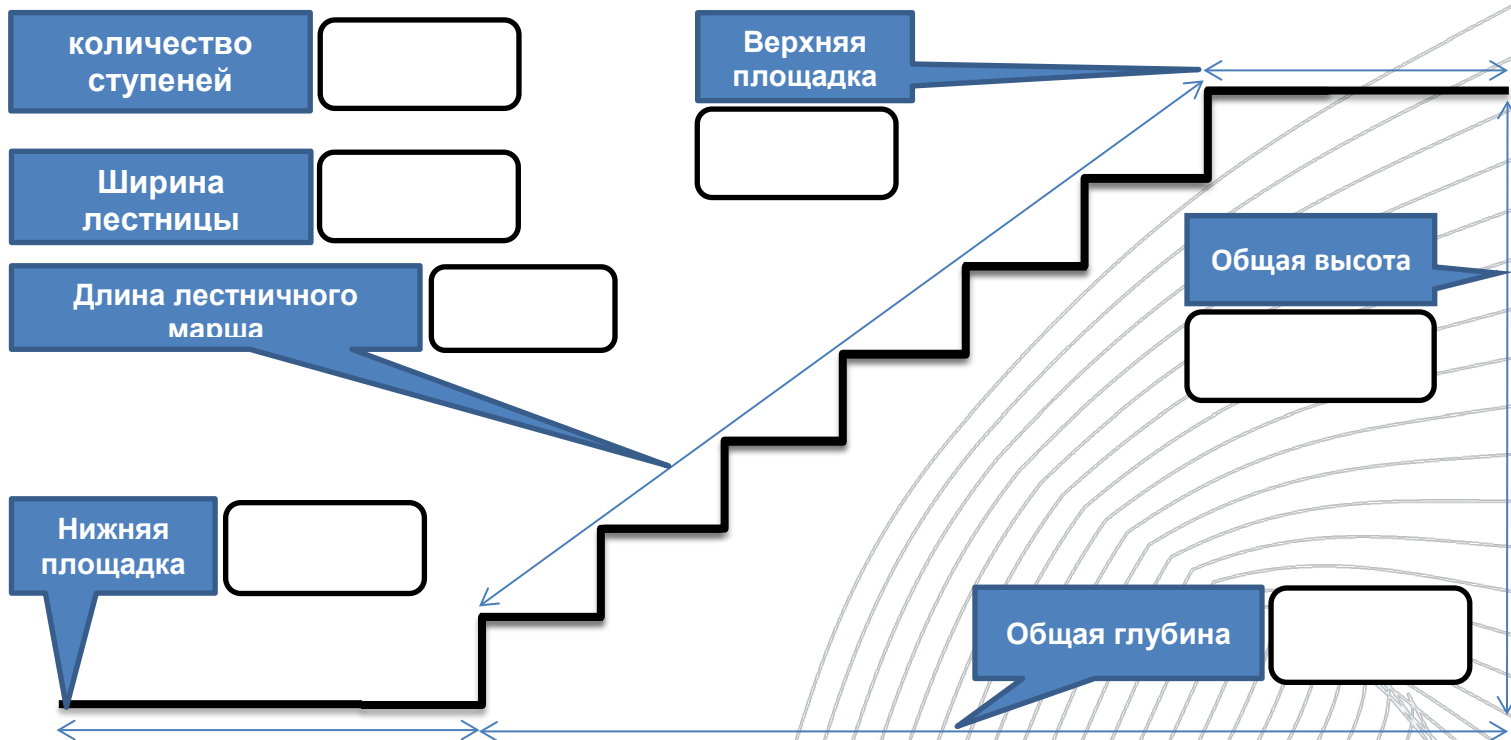 количество
ступеней
Верхняя
площадка
Ширина
лестницы
Общая высота
Длина лестничного
марша
Нижняя
площадка
Общая глубина